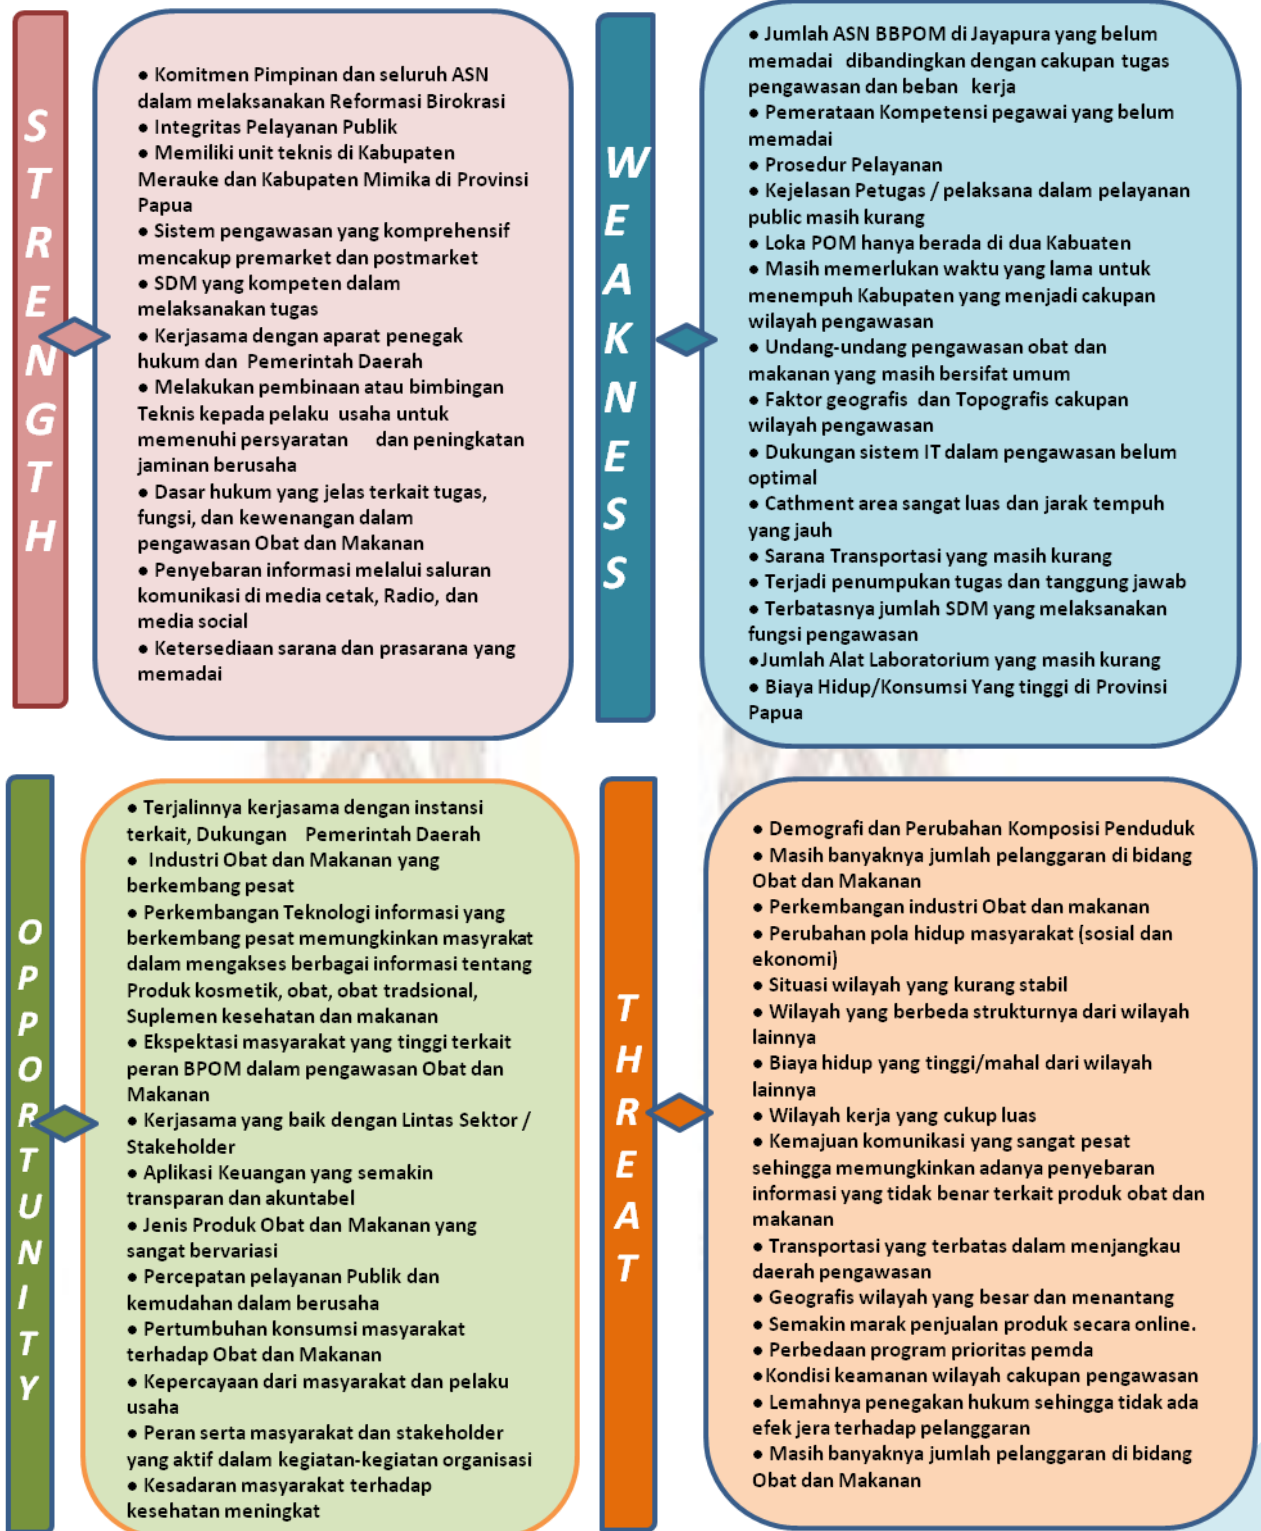 STRENGTH
● Komitmen Pimpinan dan seluruh ASN
dalam melaksanakan Reformasi Birokrasi
● Integritas Pelayanan Publik
● Memiliki unit teknis di Kabupaten
Merauke dan Kabupaten Mimika di Provinsi
Papua
● Sistem pengawasan yang komprehensif
mencakup premarket dan postmarket
● SDM yang kompeten dalam
melaksanakan tugas
● Kerjasama dengan aparat penegak
hukum dan Pemerintah Daerah
● Melakukan pembinaan atau bimbingan
Teknis kepada pelaku usaha untuk
memenuhi persyaratan dan peningkatan
jaminan berusaha
● Dasar hukum yang jelas terkait tugas,
fungsi, dan kewenangan dalam
pengawasan Obat dan Makanan
● Penyebaran informasi melalui saluran
komunikasi di media cetak, Radio, dan
media social
● Ketersediaan sarana dan prasarana yang
memadai
WEAKNESS
● Jumlah ASN BBPOM di Jayapura yang belum
memadai dibandingkan dengan cakupan tugas
pengawasan dan beban kerja
● Pemerataan Kompetensi pegawai yang belum
memadai
● Prosedur Pelayanan
● Kejelasan Petugas / pelaksana dalam pelayanan
public masih kurang
● Loka POM hanya berada di dua Kabuaten
● Masih memerlukan waktu yang lama untuk
menempuh Kabupaten yang menjadi cakupan
wilayah pengawasan
● Undang-undang pengawasan obat dan
makanan yang masih bersifat umum
● Faktor geografis dan Topografis cakupan
wilayah pengawasan
● Dukungan sistem IT dalam pengawasan belum
optimal
● Cathment area sangat luas dan jarak tempuh
yang jauh
● Sarana Transportasi yang masih kurang
● Terjadi penumpukan tugas dan tanggung jawab
● Terbatasnya jumlah SDM yang melaksanakan
fungsi pengawasan
●Jumlah Alat Laboratorium yang masih kurang
● Biaya Hidup/Konsumsi Yang tinggi di Provinsi
Papua
OPPORTUNITY
● Terjalinnya kerjasama dengan instansi
terkait, Dukungan Pemerintah Daerah
● Industri Obat dan Makanan yang
berkembang pesat
● Perkembangan Teknologi informasi yang
berkembang pesat memungkinkan masyrakat
dalam mengakses berbagai informasi tentang
Produk kosmetik, obat, obat tradsional,
Suplemen kesehatan dan makanan
● Ekspektasi masyarakat yang tinggi terkait
peran BPOM dalam pengawasan Obat dan
Makanan
● Kerjasama yang baik dengan Lintas Sektor /
Stakeholder
● Aplikasi Keuangan yang semakin
transparan dan akuntabel
● Jenis Produk Obat dan Makanan yang
sangat bervariasi
● Percepatan pelayanan Publik dan
kemudahan dalam berusaha
● Pertumbuhan konsumsi masyarakat
terhadap Obat dan Makanan
● Kepercayaan dari masyarakat dan pelaku
usaha
● Peran serta masyarakat dan stakeholder
yang aktif dalam kegiatan-kegiatan organisasi
● Kesadaran masyarakat terhadap
kesehatan meningkat
THREAT
● Demografi dan Perubahan Komposisi Penduduk
● Masih banyaknya jumlah pelanggaran di bidang
Obat dan Makanan
● Perkembangan industri Obat dan makanan
● Perubahan pola hidup masyarakat (sosial dan
ekonomi)
● Situasi wilayah yang kurang stabil
● Wilayah yang berbeda strukturnya dari wilayah
lainnya
● Biaya hidup yang tinggi/mahal dari wilayah
lainnya
● Wilayah kerja yang cukup luas
● Kemajuan komunikasi yang sangat pesat
sehingga memungkinkan adanya penyebaran
informasi yang tidak benar terkait produk obat dan
makanan
● Transportasi yang terbatas dalam menjangkau
daerah pengawasan
● Geografis wilayah yang besar dan menantang
● Semakin marak penjualan produk secara online.
● Perbedaan program prioritas pemda
●Kondisi keamanan wilayah cakupan pengawasan
● Lemahnya penegakan hukum sehingga tidak ada
efek jera terhadap pelanggaran
● Masih banyaknya jumlah pelanggaran di bidang
Obat dan Makanan